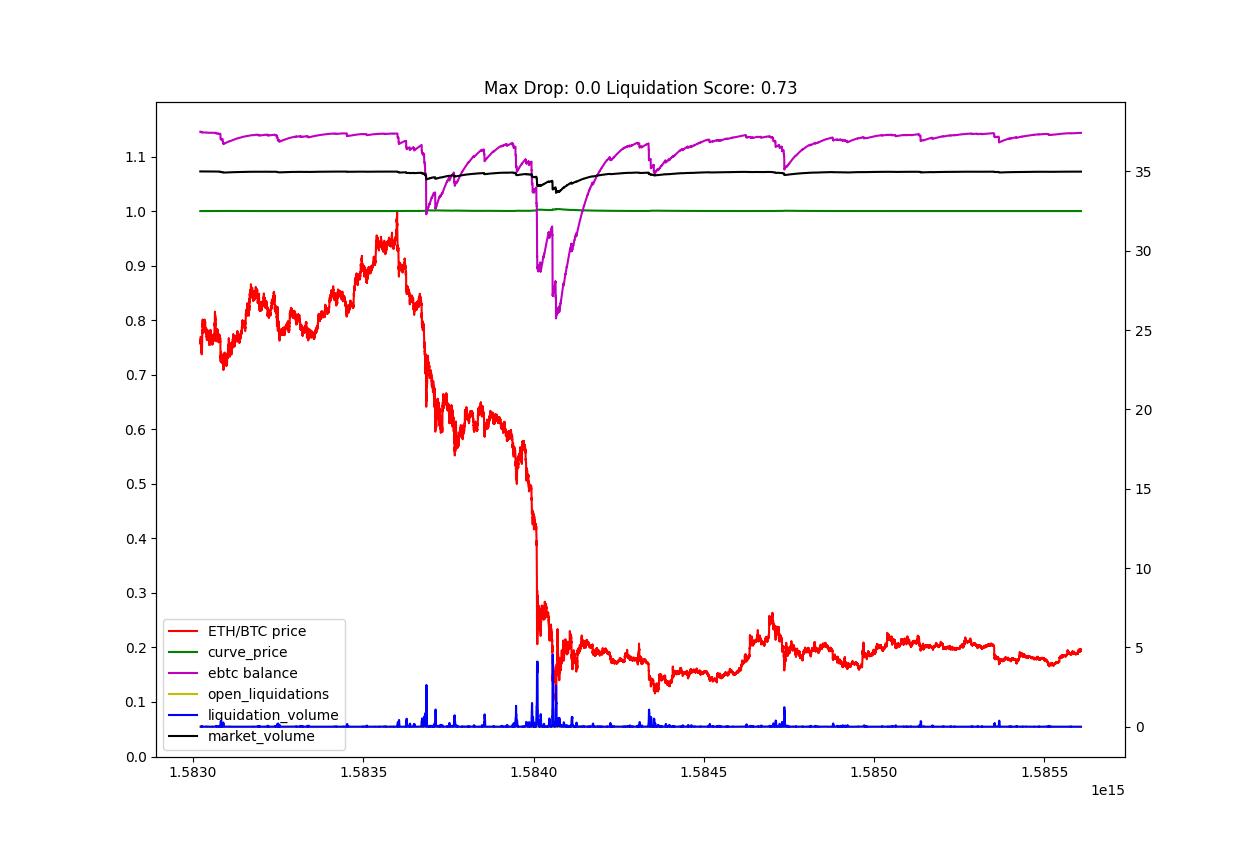 Max Drop: 0.0 Liquidation Score: 0.73
1.1
1.0
0.9
0.8
0.7
0.6
0.5
0.4
0.3
0.2
0.1
0.0
35
30
25
20
15
10
5
0
ETH/BTC price
curve_price
ebtc balance
open_liquidations
liquidation_volume
market_volume
1.5830 1.5835 1.5840 1.5845 1.5850 1.5855
1e15